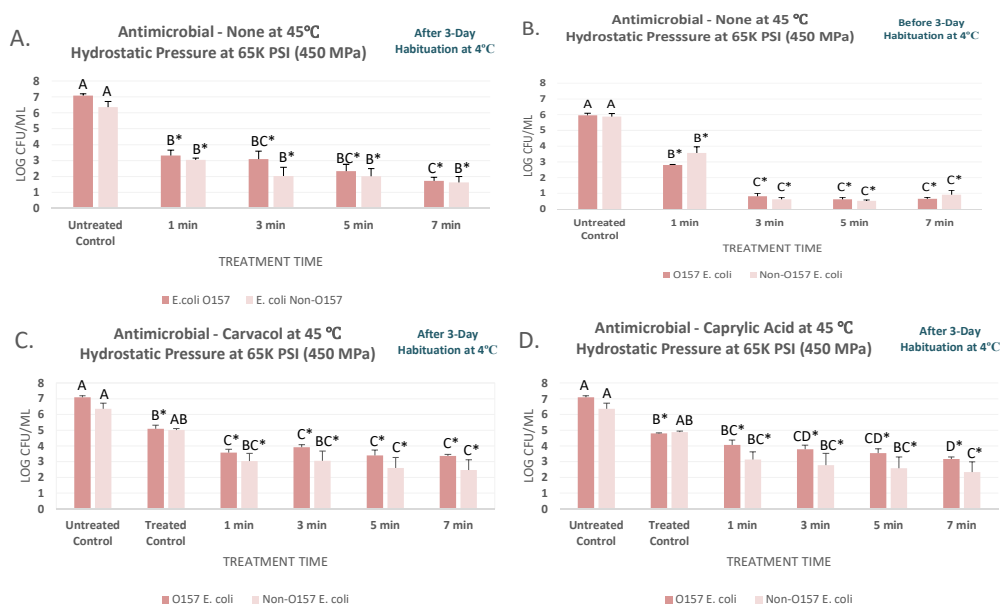 A.
Antimicrobial - None at 45℃
Hydrostatic Pressure at 65K PSI (450 MPa)
After 3-Day
Habituation at 4℃
LOG CFU/ML
8
7
6
5
4
3
2
1
0
A
A
B*
B*
BC*
B*
BC*
B*
C*
B*
Untreated
Control
1 min
3 min
5 min
7 min
TREATMENT TIME
E.coli O157
E. coli Non-O157
B.
Antimicrobial - None at 45 ℃
Hydrostatic Presssure at 65K PSI (450 MPa)
Before 3-Day
Habituation at 4℃
LOG CFU/ML
8
7
6
5
4
3
2
1
0
A
A
B*
B*
C*
C*
C*
C*
C*
C*
Untreated
Control
1 min
3 min
5 min
7 min
TREATMENT TIME
O157 E. coli
Non-O157 E. coli
C.
Antimicrobial - Carvacol at 45 ℃
Hydrostatic Pressure at 65K PSI (450 MPa)
After 3-Day
Habituation at 4℃
LOG CFU/ML
8
7
6
5
4
3
2
1
0
A
A
B*
AB
C*
BC*
C*
BC*
C*
C*
C*
C*
Untreated
Control
Treated
Control
1 min
3 min
5 min
7 min
TREATMENT TIME
O157 E. coli
Non-O157 E. coli
D.
Antimicrobial - Caprylic Acid at 45 ℃
Hydrostatic Pressure at 65K PSI (450 MPa)
After 3-Day
Habituation at 4℃
LOG CFU/ML
8
7
6
5
4
3
2
1
0
A
A
B*
AB
BC*
BC*
CD*
BC*
CD*
BC*
D*
C*
Untreated
Control
Treated
Control
1 min
3 min
5 min
7 min
TREATMENT TIME
O157 E. coli
Non-O157 E. coli